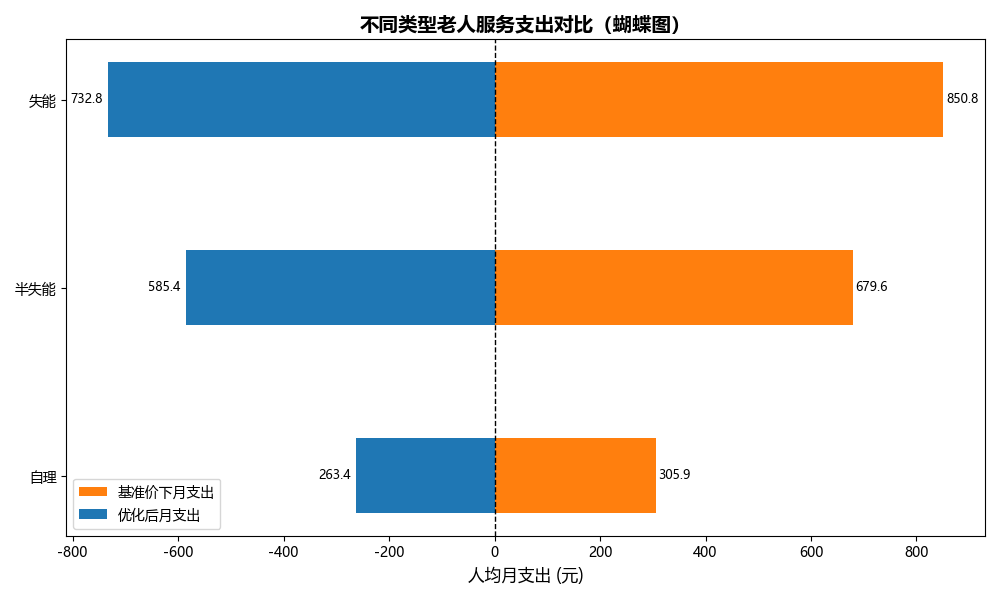 不同类型老人服务支出对比（蝴蝶图）
失能
732.8
850.8
半失能
585.4
679.6
自理
263.4
305.9
基准价下月支出
优化后月支出
-800 -600 -400 -200 0 200 400 600 800
人均月支出 (元)